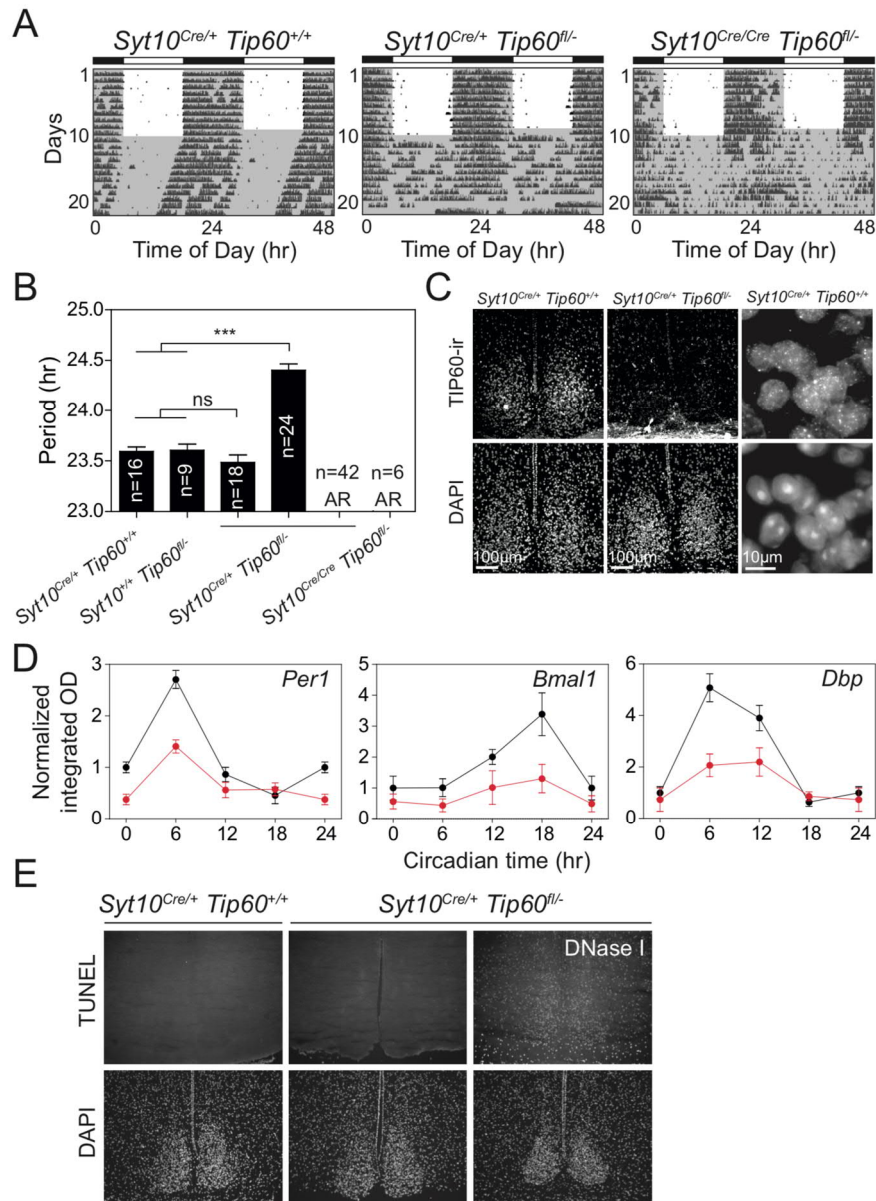 A
Syt10Cre/+ Tip60+/+
Syt10Cre/+ Tip60fl/-
Syt10Cre/Cre Tip60fl/-
Days
1
10
20
1
10
20
1
10
20
0 24 48
0 24 48
0 24 48
Time of Day (hr)
Time of Day (hr)
Time of Day (hr)
B
Period (hr)
25.0
24.5
24.0
23.5
23.0
***
ns
n=16
n=9
n=18
n=24
n=42
AR
n=6
AR
Syt10Cre/+ Tip60+/+
Syt10+/+ Tip60fl/-
Syt10Cre/+ Tip60fl/-
Syt10Cre/Cre Tip60fl/-
C
Syt10Cre/+ Tip60+/+
Syt10Cre/+ Tip60fl/-
Syt10Cre/+ Tip60+/+
TIP60-ir
DAPI
100µm
100µm
10µm
D
Normalized
integrated OD
3
2
1
0
Per1
0 6 12 18 24
5
4
3
2
1
0
Bmal1
0 6 12 18 24
6
4
2
0
Dbp
0 6 12 18 24
Circadian time (hr)
E
Syt10Cre/+ Tip60+/+
Syt10Cre/+ Tip60fl/-
TUNEL
DNase I
DAPI